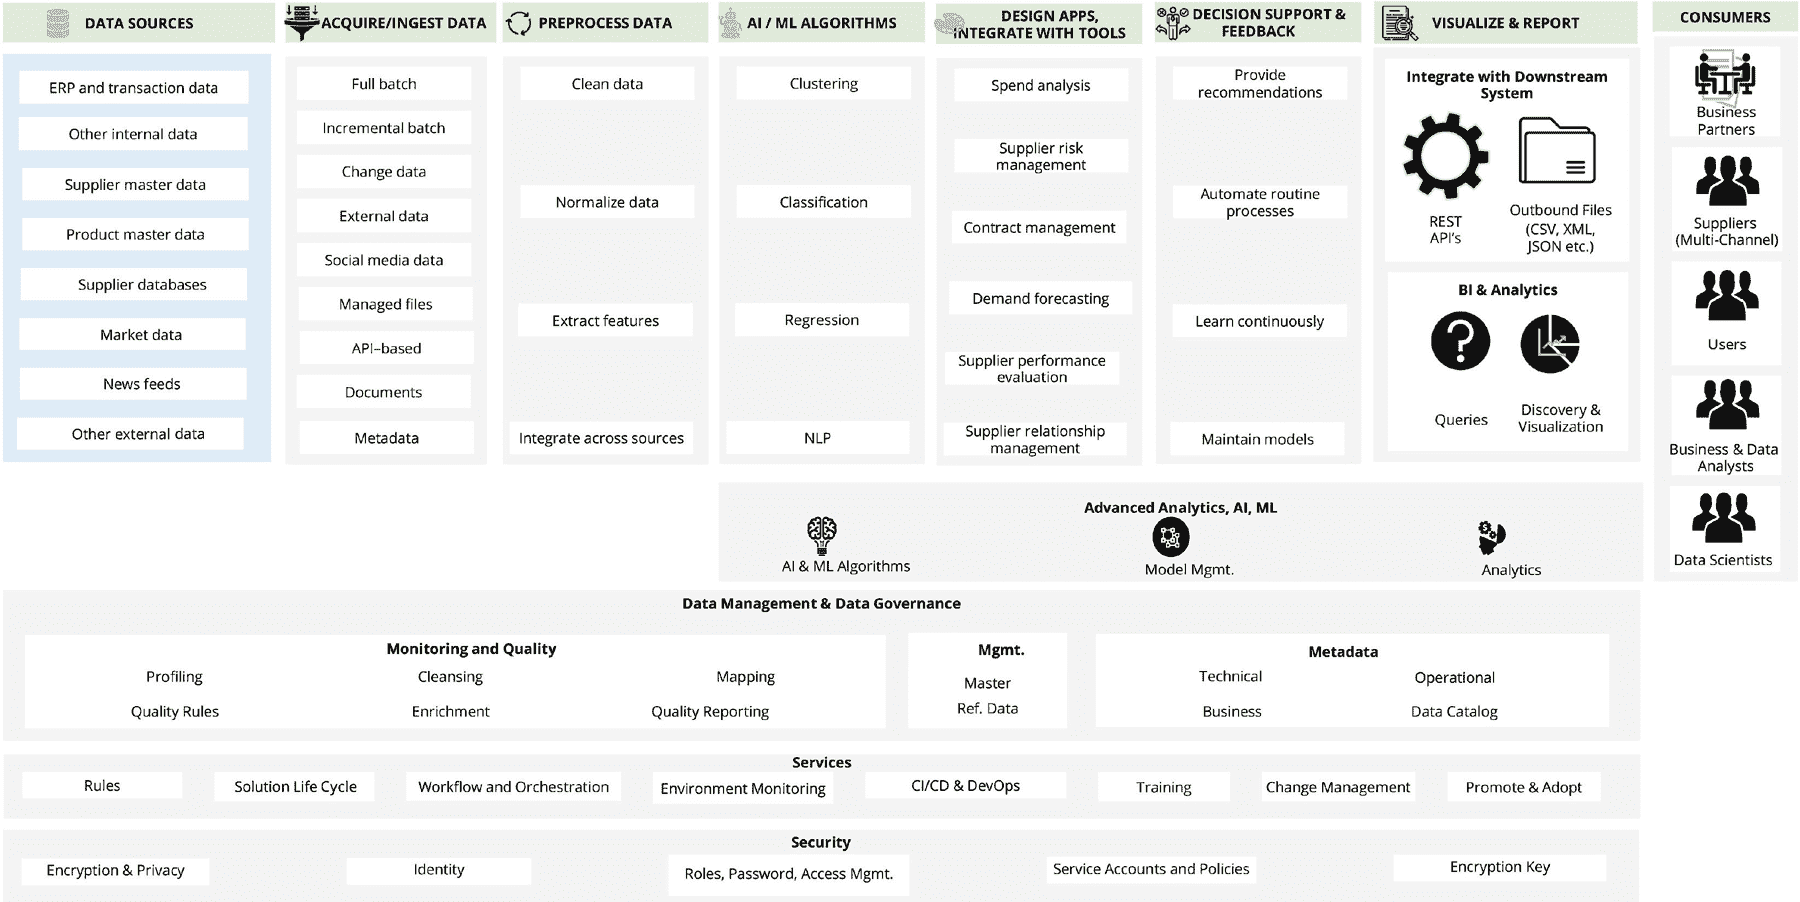 DATA SOURCES
ERP and transaction data
Other internal data
Supplier master data
Product master data
Supplier databases
Market data
News feeds
Other external data
ACQUIRE/INGEST DATA
Full batch
Incremental batch
Change data
External data
Social media data
Managed files
API–based
Documents
Metadata
PREPROCESS DATA
Clean data
Normalize data
Extract features
Integrate across sources
AI / ML ALGORITHMS
Clustering
Classification
Regression
NLP
DESIGN APPS,
INTEGRATE WITH TOOLS
Spend analysis
Supplier risk
management
Contract management
Demand forecasting
Supplier performance
evaluation
Supplier relationship
management
DECISION SUPPORT &
FEEDBACK
Provide
recommendations
Automate routine
processes
Learn continuously
Maintain models
VISUALIZE & REPORT
Integrate with Downstream
System
REST
API's
Outbound Files
(CSV, XML,
JSON etc.)
BI & Analytics
?
Queries
Discovery &
Visualization
CONSUMERS
Business
Partners
Suppliers
(Multi-Channel)
Users
Business & Data
Analysts
Data Scientists
Advanced Analytics, AI, ML
AI & ML Algorithms
Model Mgmt.
Analytics
Data Management & Data Governance
Monitoring and Quality
Profiling
Cleansing
Mapping
Quality Rules
Enrichment
Quality Reporting
Mgmt.
Master
Ref. Data
Metadata
Technical
Operational
Business
Data Catalog
Services
Rules
Solution Life Cycle
Workflow and Orchestration
Environment Monitoring
CI/CD & DevOps
Training
Change Management
Promote & Adopt
Security
Encryption & Privacy
Identity
Roles, Password, Access Mgmt.
Service Accounts and Policies
Encryption Key